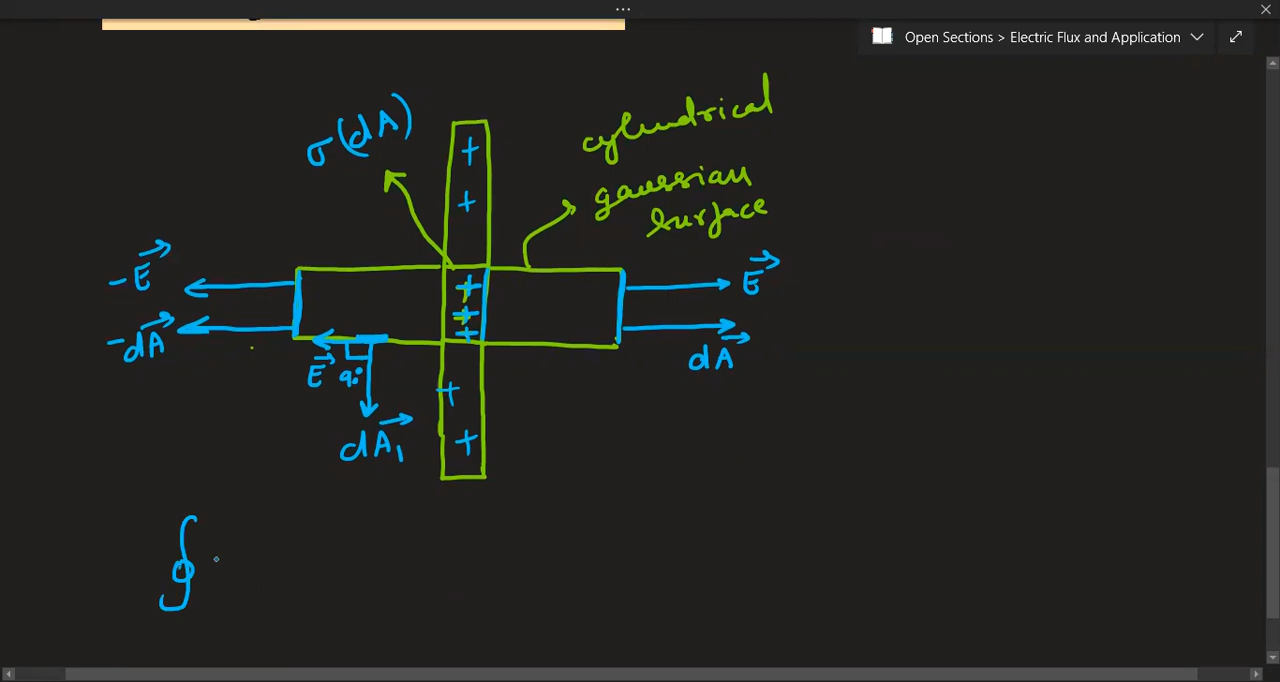 Open Sections > Electric Flux and Application
σ(dA)
cylindrical
gaussian
surface
+
+
-E⃗
-dA⃗
+
+
+
E⃗
dA⃗
E⃗ 90°
dA⃗₁
+
+
∮